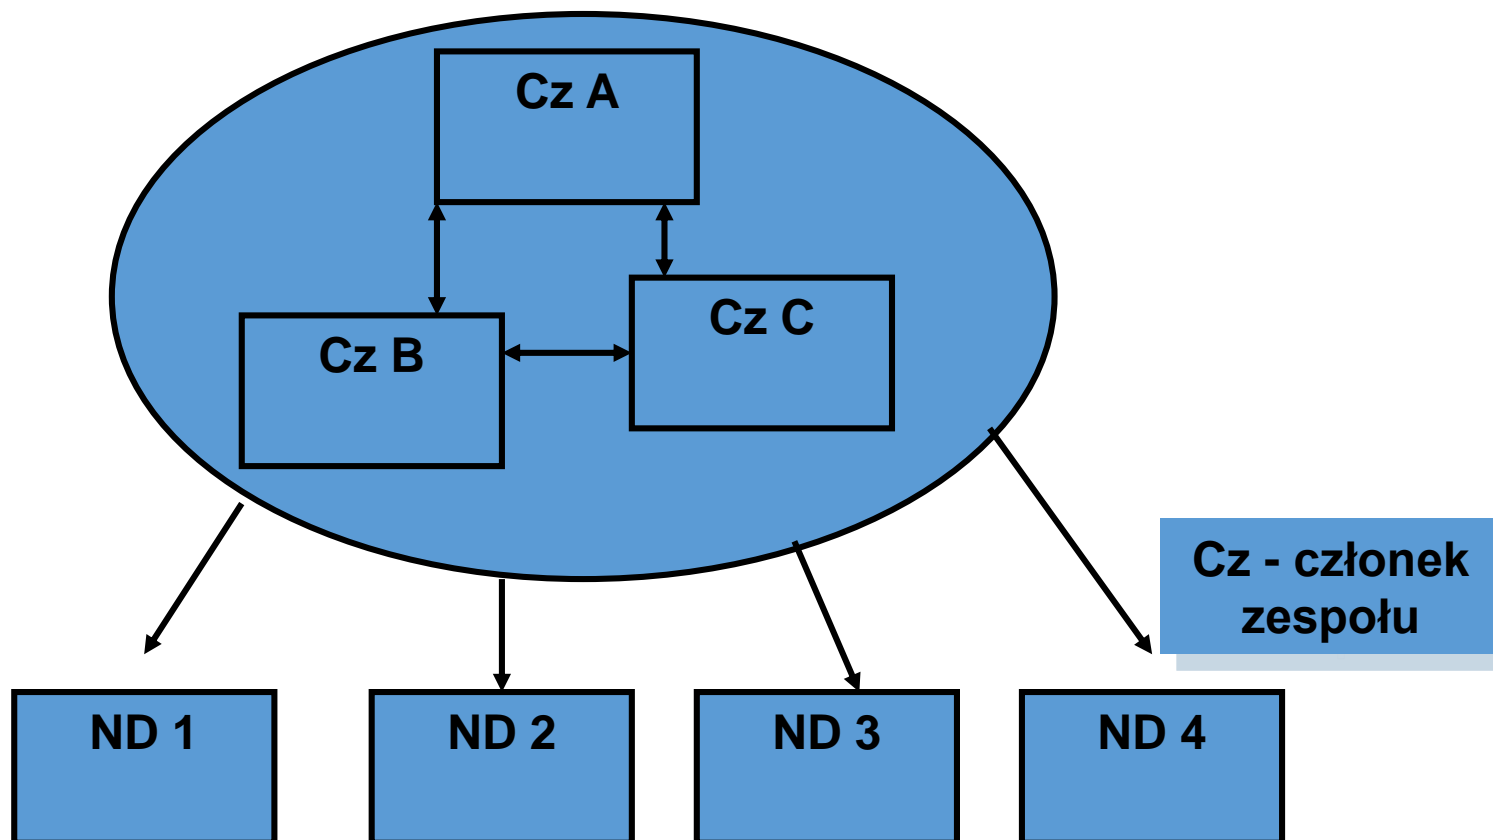 Cz A
Cz C
Cz B
Cz - członek
zespołu
ND 1
ND 2
ND 3
ND 4